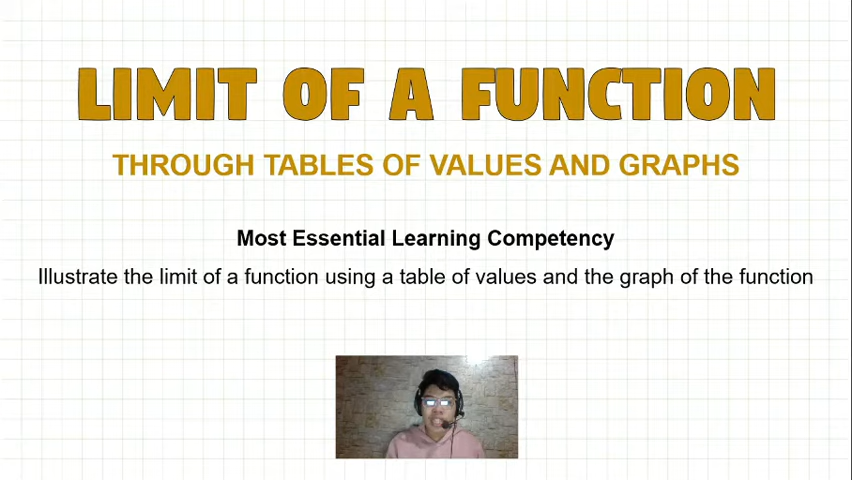 LIMIT OF A FUNCTION
THROUGH TABLES OF VALUES AND GRAPHS
Most Essential Learning Competency
Illustrate the limit of a function using a table of values and the graph of the function